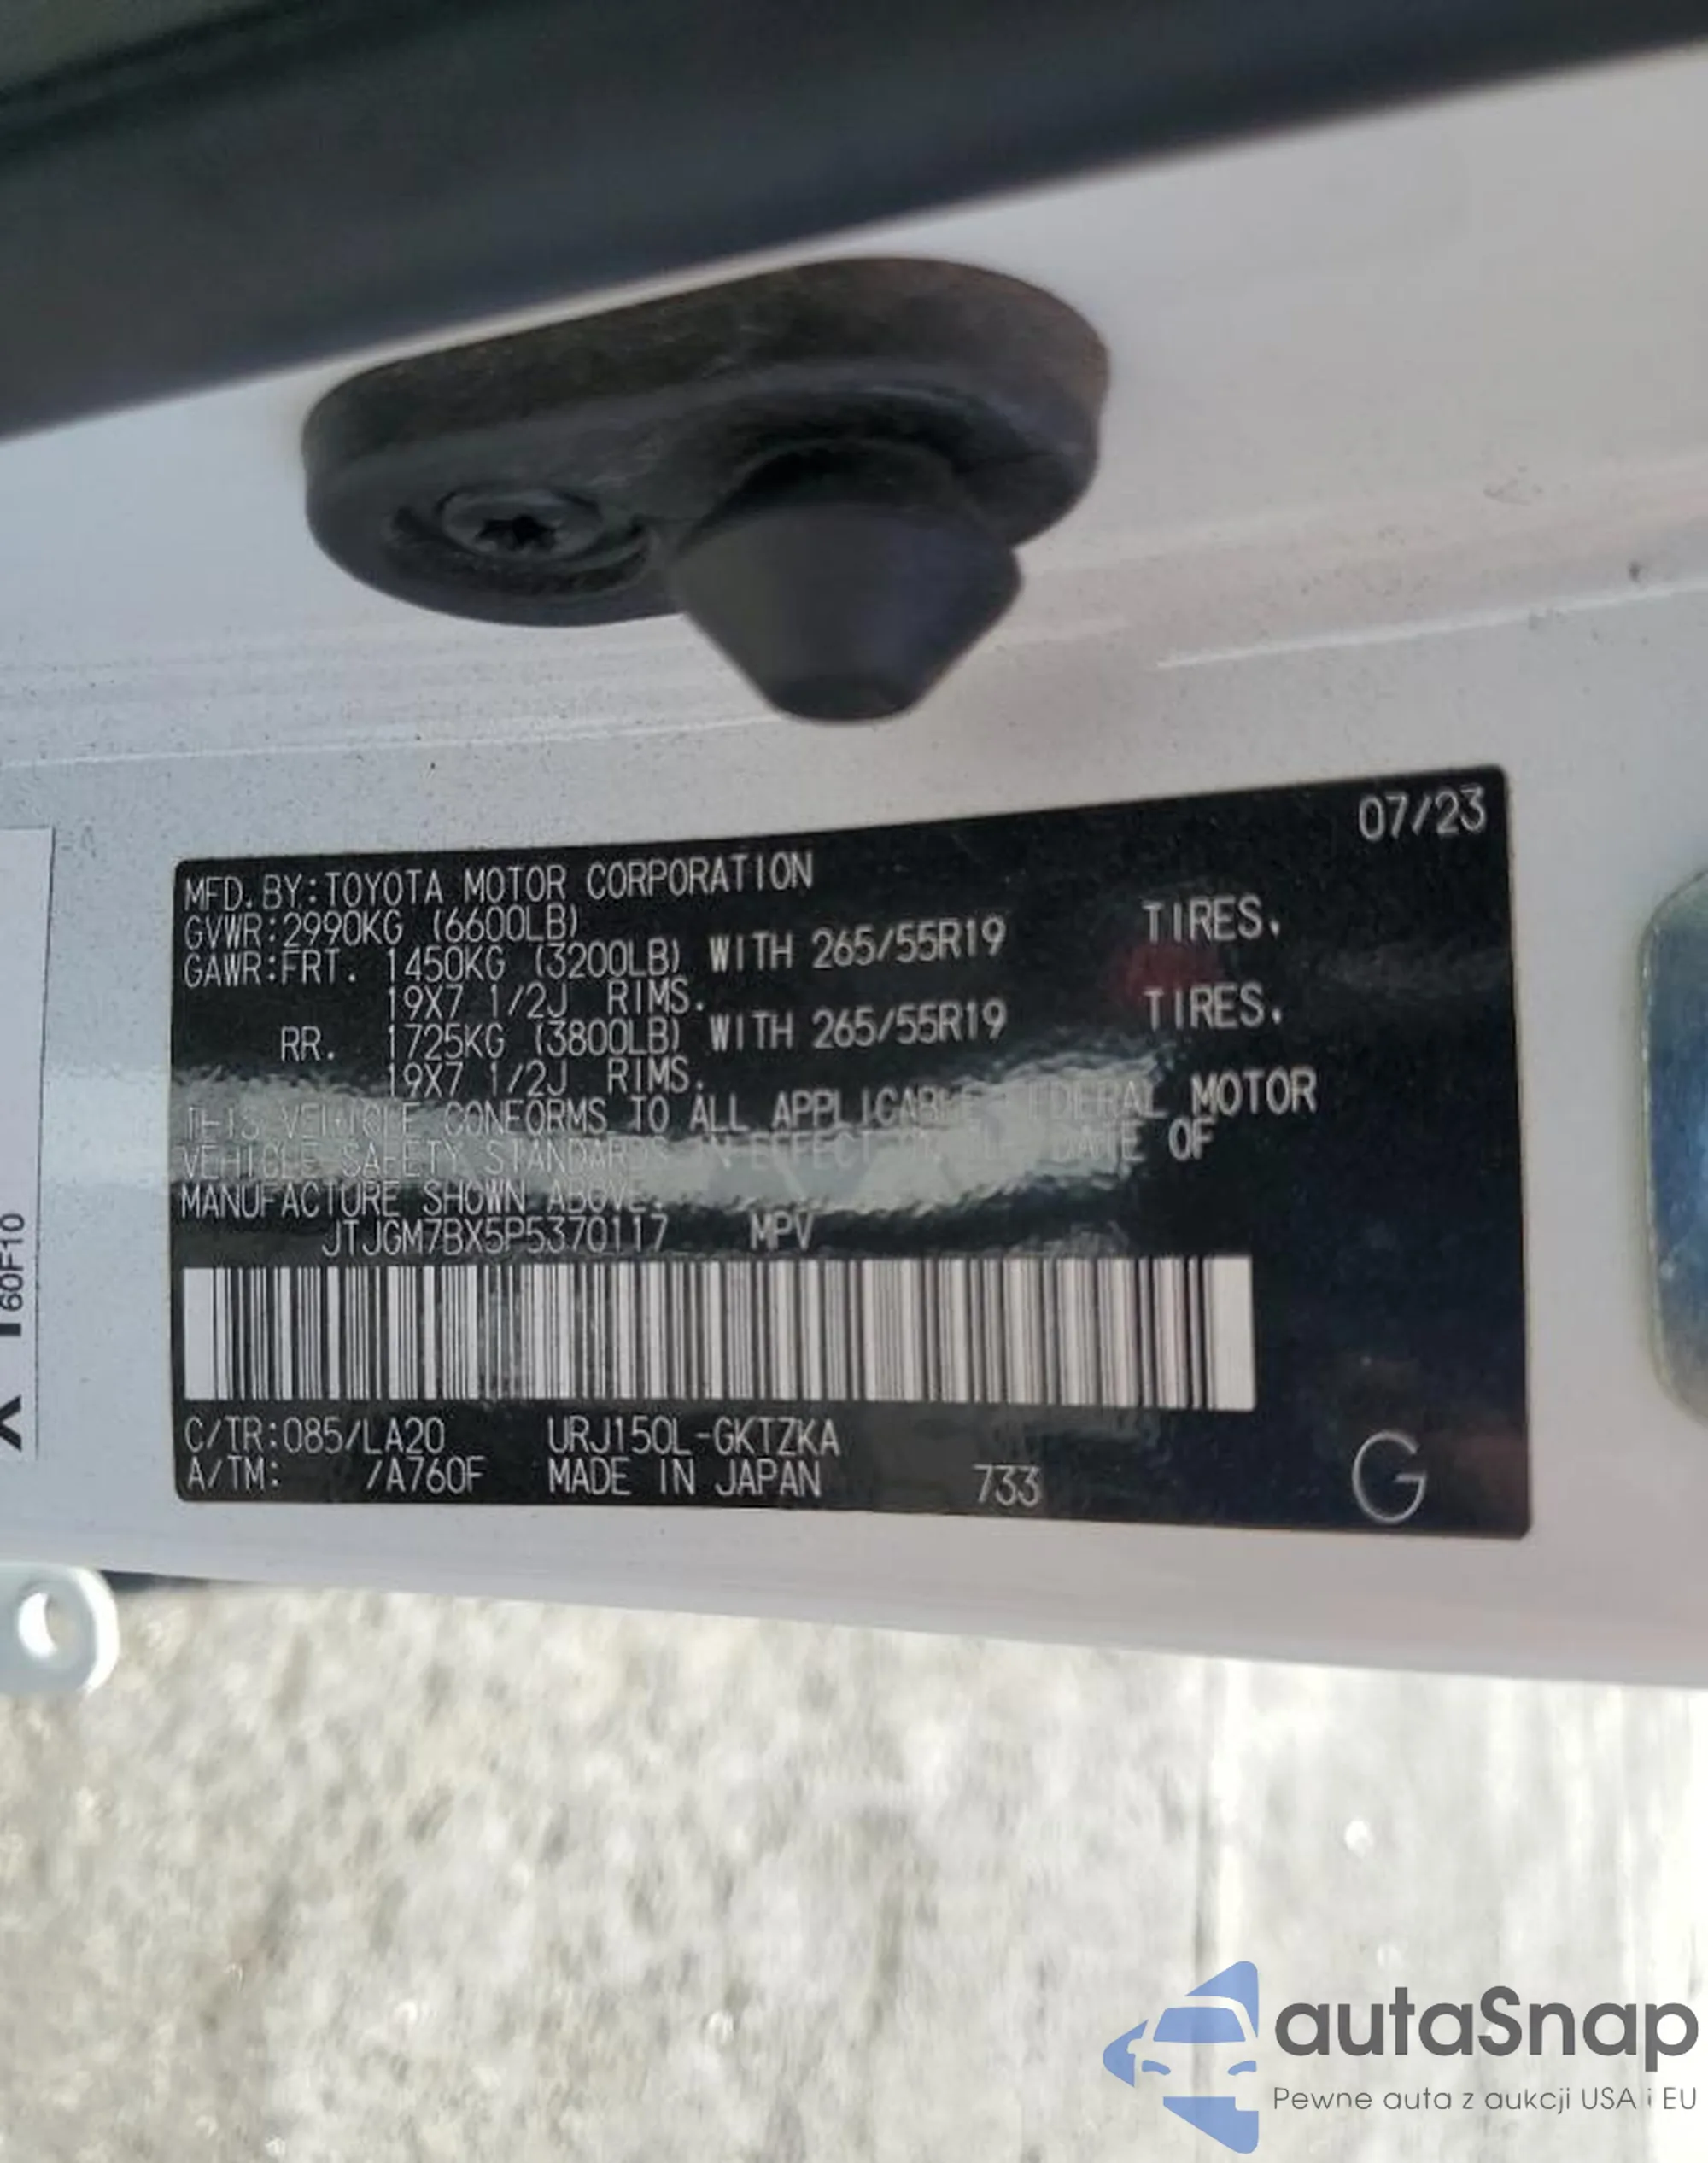 07/23
MFD.BY:TOYOTA MOTOR CORPORATION
GVWR:2990KG (6600LB)
GAWR:FRT. 1450KG (3200LB) WITH 265/55R19 TIRES.
19X7 1/2J RIMS.
RR. 1725KG (3800LB) WITH 265/55R19 TIRES.
19X7 1/2J RIMS.
THIS VEHICLE CONFORMS TO ALL APPLICABLE FEDERAL MOTOR
VEHICLE SAFETY STANDARDS IN EFFECT ON THE DATE OF
MANUFACTURE SHOWN ABOVE.
JTJGM7BX5P5370117 MPV
C/TR:085/LA20 URJ150L-GKTZKA
A/TM: /A760F MADE IN JAPAN 733 G
60F10
autaSnap
Pewne auta z aukcji USA i EU